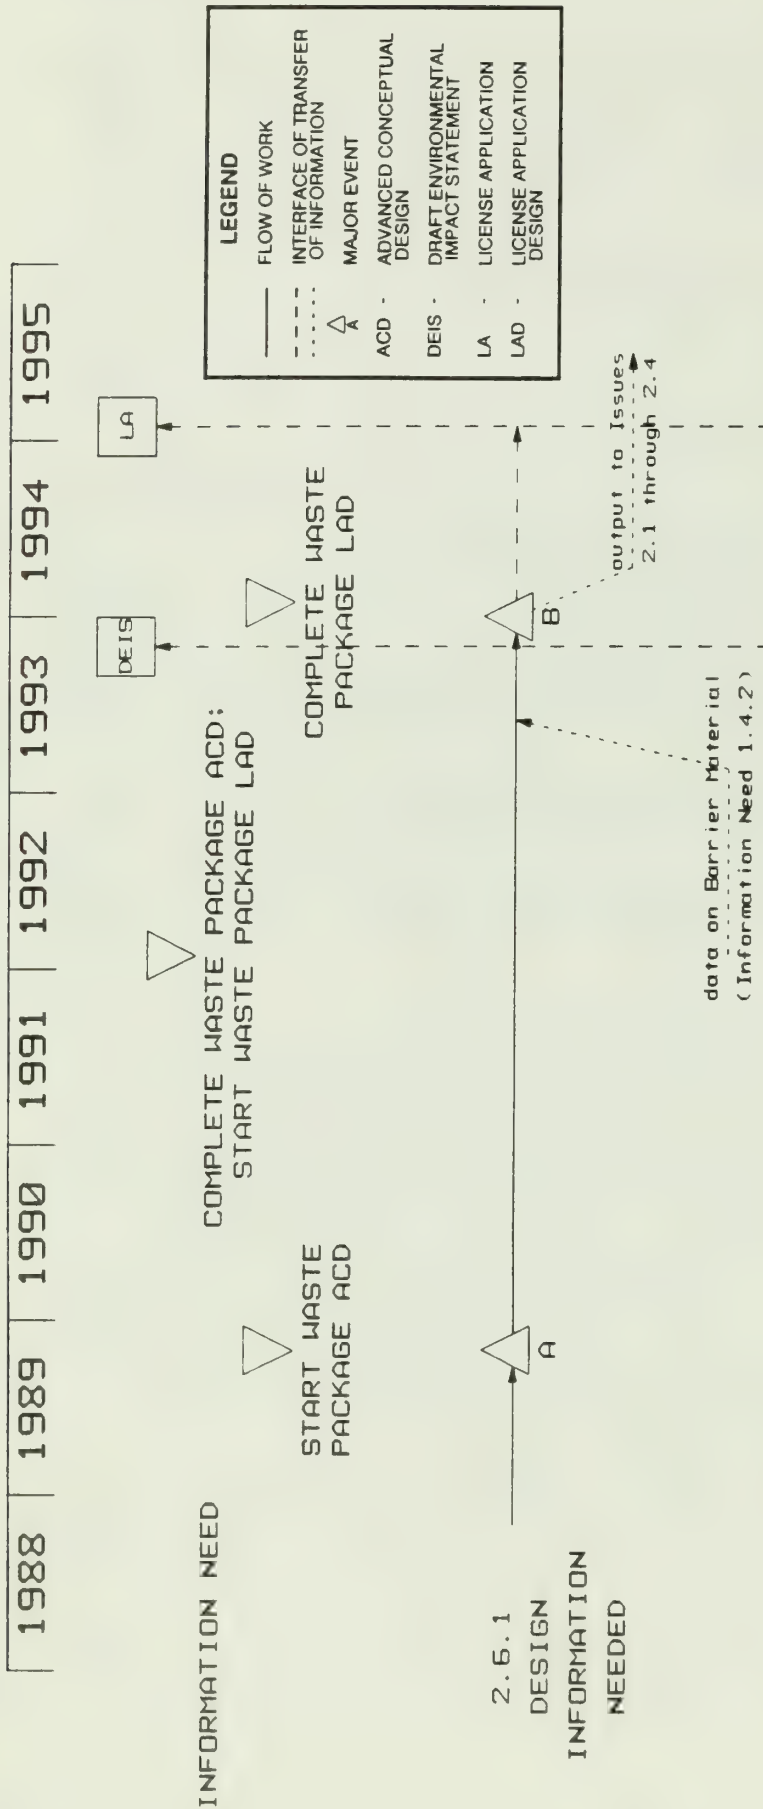 1988 1989 1990 1991 1992 1993 1994 1995
DEIS
LA
INFORMATION NEED
START WASTE
PACKAGE ACD
COMPLETE WASTE PACKAGE ACD;
START WASTE PACKAGE LAD
COMPLETE WASTE
PACKAGE LAD
2.6.1
DESIGN
INFORMATION
NEEDED
A
B
data on Barrier Material
(Information Need 1.4.2)
output to Issues
2.1 through 2.4
LEGEND
FLOW OF WORK
INTERFACE OF TRANSFER
OF INFORMATION
A MAJOR EVENT
ACD - ADVANCED CONCEPTUAL
DESIGN
DEIS - DRAFT ENVIRONMENTAL
IMPACT STATEMENT
LA - LICENSE APPLICATION
LAD - LICENSE APPLICATION
DESIGN